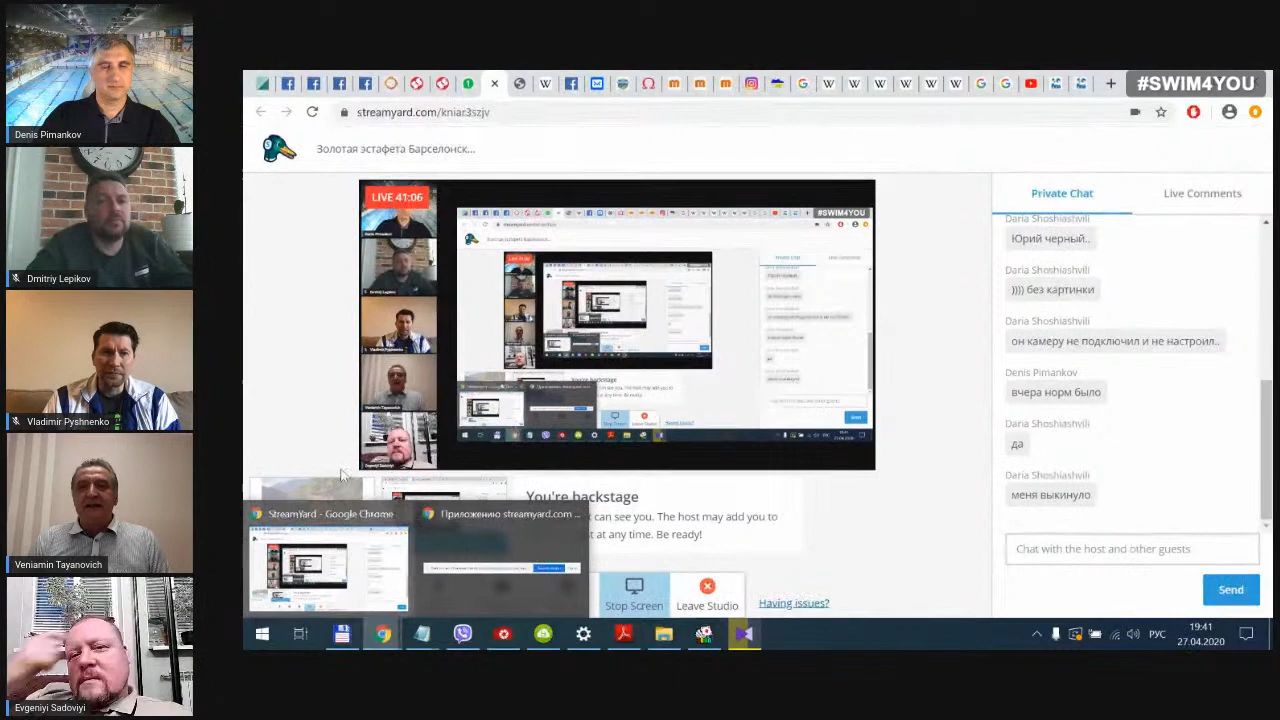 Denis Pimankov
Dmitriy Lepikov
Vladimir Pyshnenko
Veniamin Tayanovich
Evgeniyi Sadoviyi
#SWIM4YOU
streamyard.com/kniar3szjv
Золотая эстафета Барселонск...
LIVE 41:06
#SWIM4YOU
Private Chat
Live Comments
Daria Shoshiashvili
Юрий черный..
Daria Shoshiashvili
)))) без картинки
Daria Shoshiashvili
он камеру не подключил и не настроил..
Denis Pimankov
вчера норм было
Daria Shoshiashvili
да
Daria Shoshiashvili
меня выкинуло
Chat with the host and other guests
Send
You're backstage
can see you. The host may add you to
at any time. Be ready!
StreamYard - Google Chrome
Приложению streamyard.com ...
Stop Screen
Leave Studio
Having issues?
РУС
19:41
27.04.2020